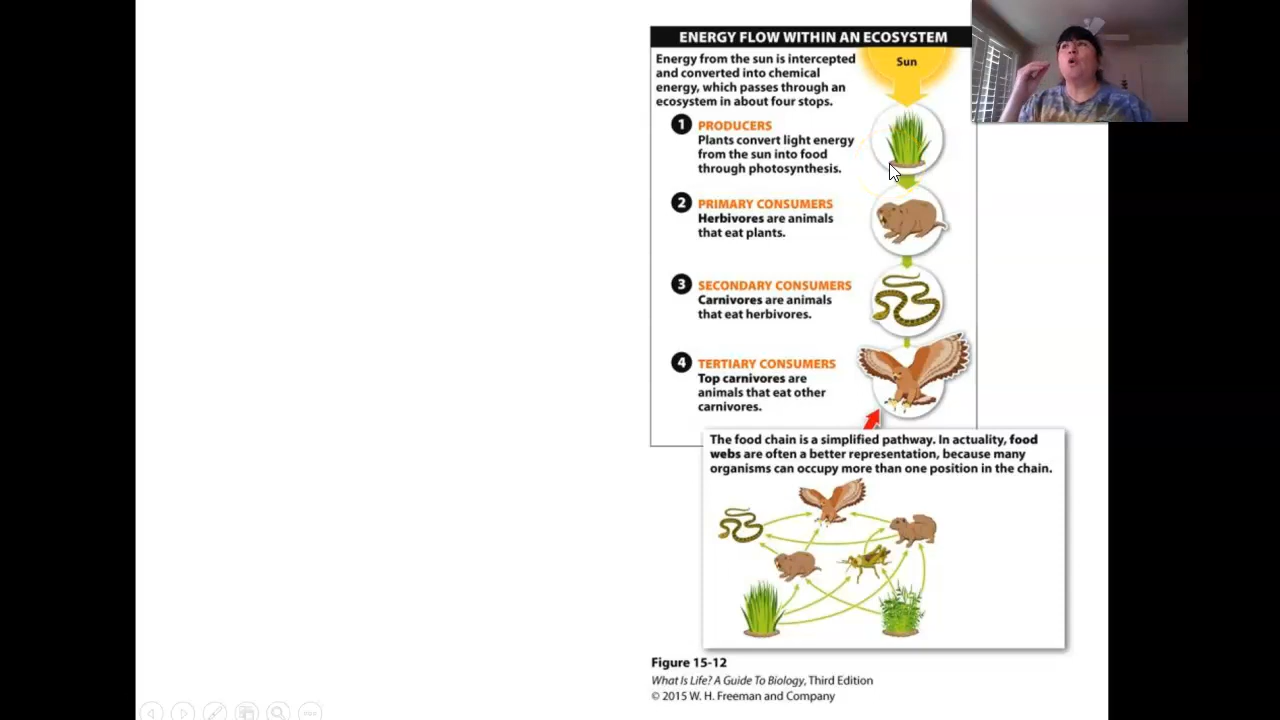 ENERGY FLOW WITHIN AN ECOSYSTEM
Energy from the sun is intercepted
and converted into chemical
energy, which passes through an
ecosystem in about four stops.
Sun
1 PRODUCERS
Plants convert light energy
from the sun into food
through photosynthesis.
2 PRIMARY CONSUMERS
Herbivores are animals
that eat plants.
3 SECONDARY CONSUMERS
Carnivores are animals
that eat herbivores.
4 TERTIARY CONSUMERS
Top carnivores are
animals that eat other
carnivores.
The food chain is a simplified pathway. In actuality, food
webs are often a better representation, because many
organisms can occupy more than one position in the chain.
Figure 15-12
What Is Life? A Guide To Biology, Third Edition
© 2015 W. H. Freeman and Company